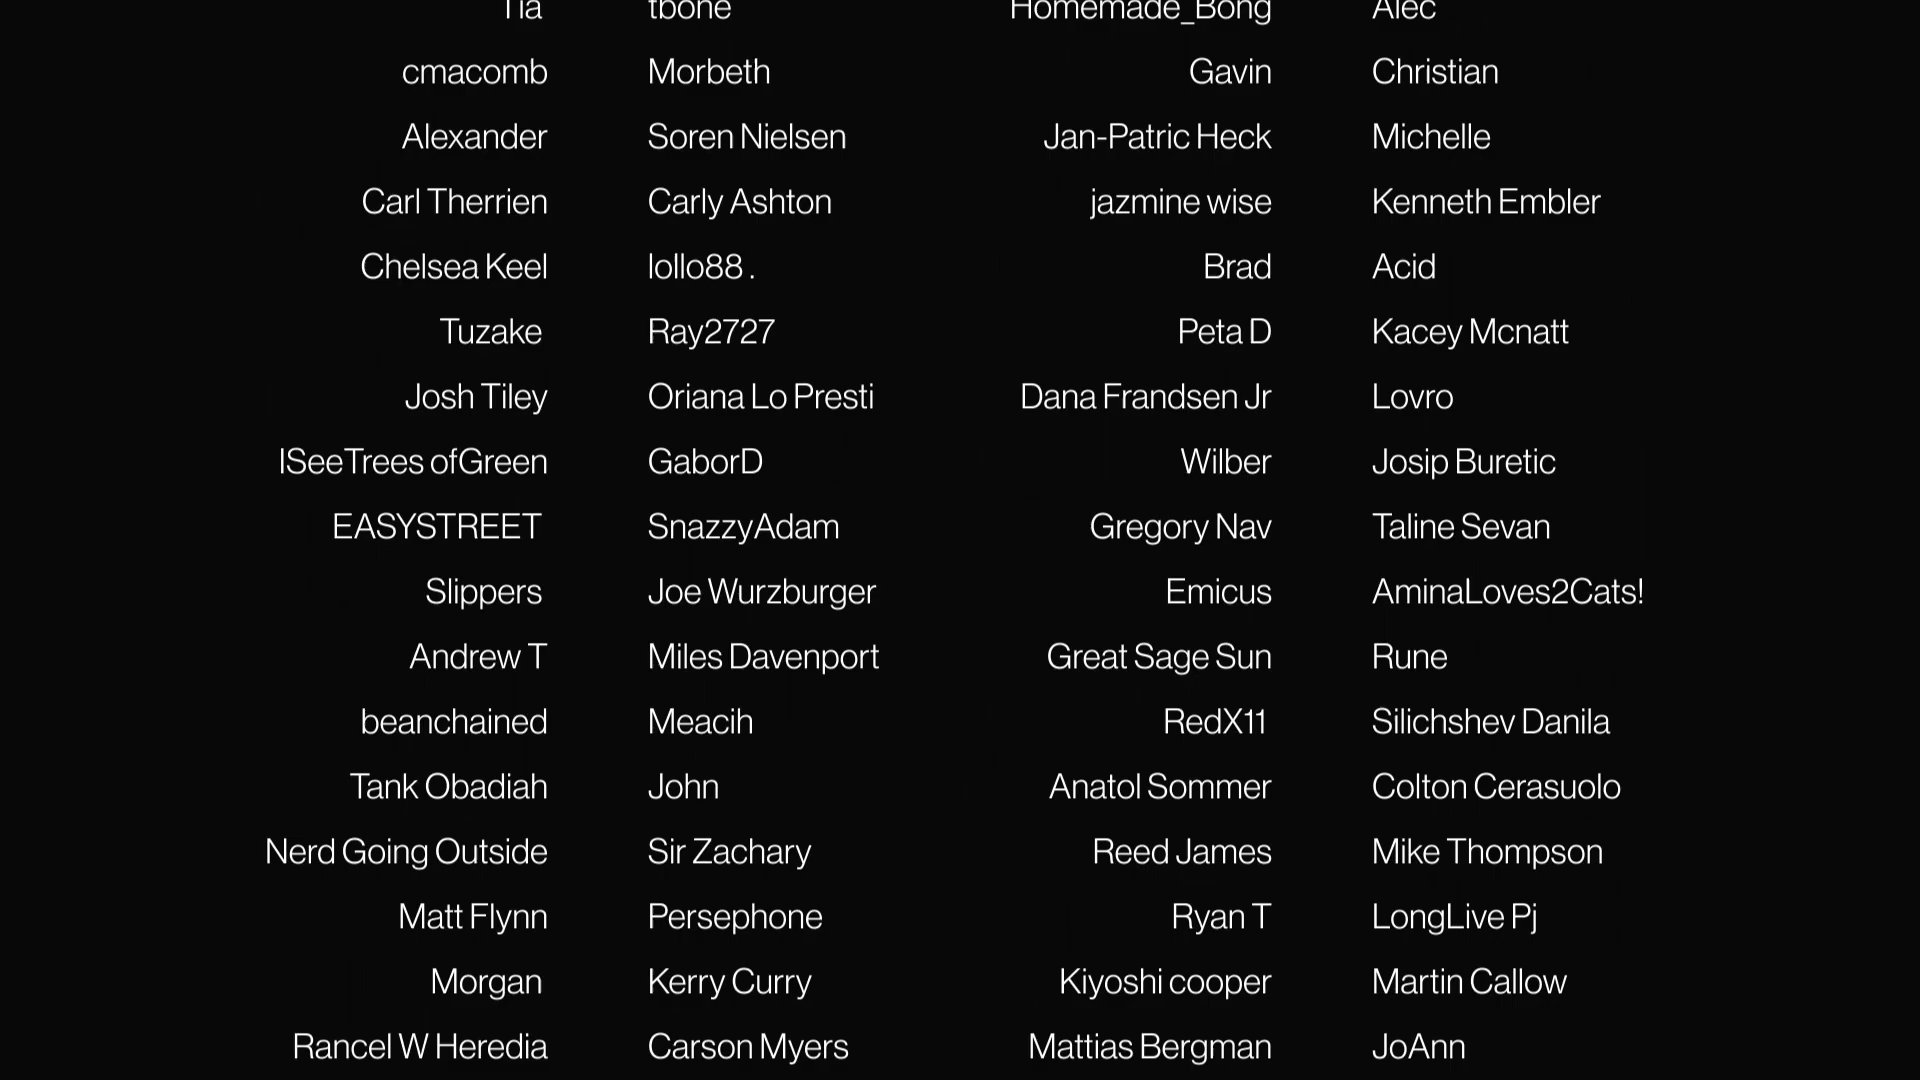 Tia tbone Homemade_Bong Alec
cmacomb Morbeth Gavin Christian
Alexander Soren Nielsen Jan-Patric Heck Michelle
Carl Therrien Carly Ashton jazmine wise Kenneth Embler
Chelsea Keel lollo88 . Brad Acid
Tuzake Ray2727 Peta D Kacey Mcnatt
Josh Tiley Oriana Lo Presti Dana Frandsen Jr Lovro
ISeeTrees ofGreen GaborD Wilber Josip Buretic
EASYSTREET SnazzyAdam Gregory Nav Taline Sevan
Slippers Joe Wurzburger Emicus AminaLoves2Cats!
Andrew T Miles Davenport Great Sage Sun Rune
beanchained Meacih RedX11 Silichshev Danila
Tank Obadiah John Anatol Sommer Colton Cerasuolo
Nerd Going Outside Sir Zachary Reed James Mike Thompson
Matt Flynn Persephone Ryan T LongLive Pj
Morgan Kerry Curry Kiyoshi cooper Martin Callow
Rancel W Heredia Carson Myers Mattias Bergman JoAnn